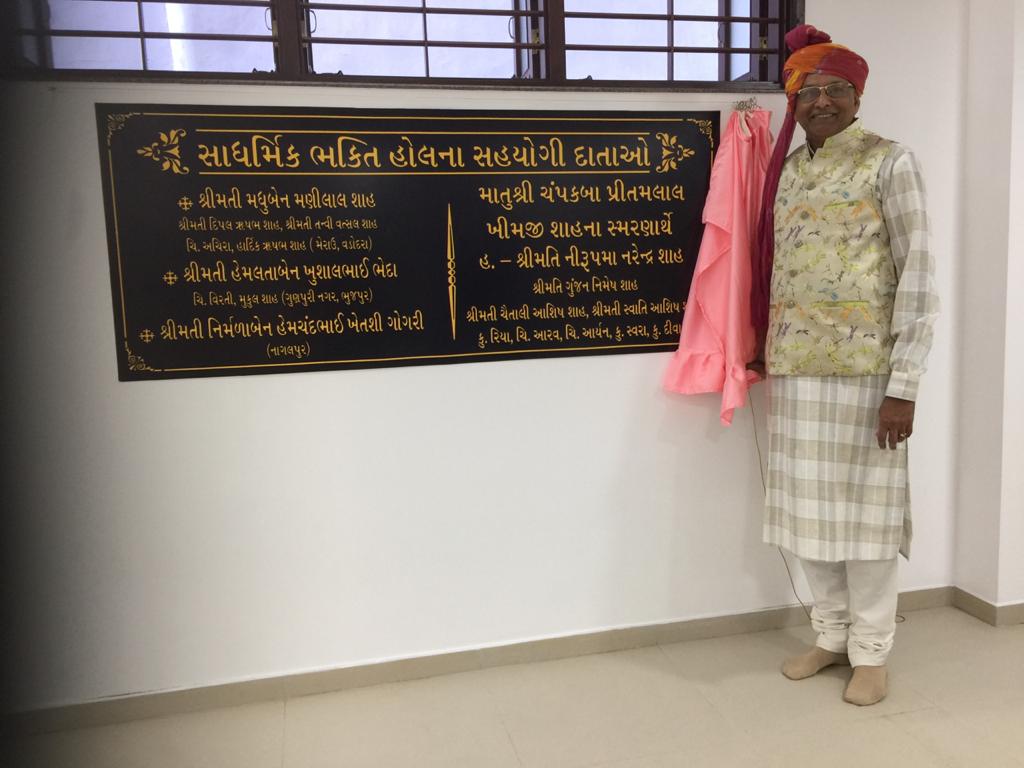 સાધર્મિક ભકિત હોલના સહયોગી દાતાઓ
શ્રીમતી મધુબેન મણીલાલ શાહ
શ્રીમતી દિપલ ઋષભ શાહ, શ્રીમતી તન્વી વત્સલ શાહ
ચિ. અચિરા, હાર્દિક ઋષભ શાહ ( મેરાઉ, વડોદરા)
શ્રીમતી હેમલતાબેન ખુશાલભાઈ ભેદા
ચિ. વિરતી, મુકુલ શાહ (ગુણપુરી નગર, ભુજપુર)
શ્રીમતી નિર્મળાબેન હેમચંદભાઈ ખેતશી ગોગરી
(નાગલપુર)
માતુશ્રી ચંપકબા પ્રીતમલાલ
ખીમજી શાહના સ્મરણાર્થે
હ. – શ્રીમતિ નીરૂપમા નરેન્દ્ર શાહ
શ્રીમતિ ગુંજન નિમેષ શાહ
શ્રીમતી ચૈતાલી આશિષ શાહ, શ્રીમતી સ્વાતિ આશિષ
કુ. રિયા, ચિ. આરવ, ચિ. આર્યન, કુ. સ્વરા, કુ. દીવા